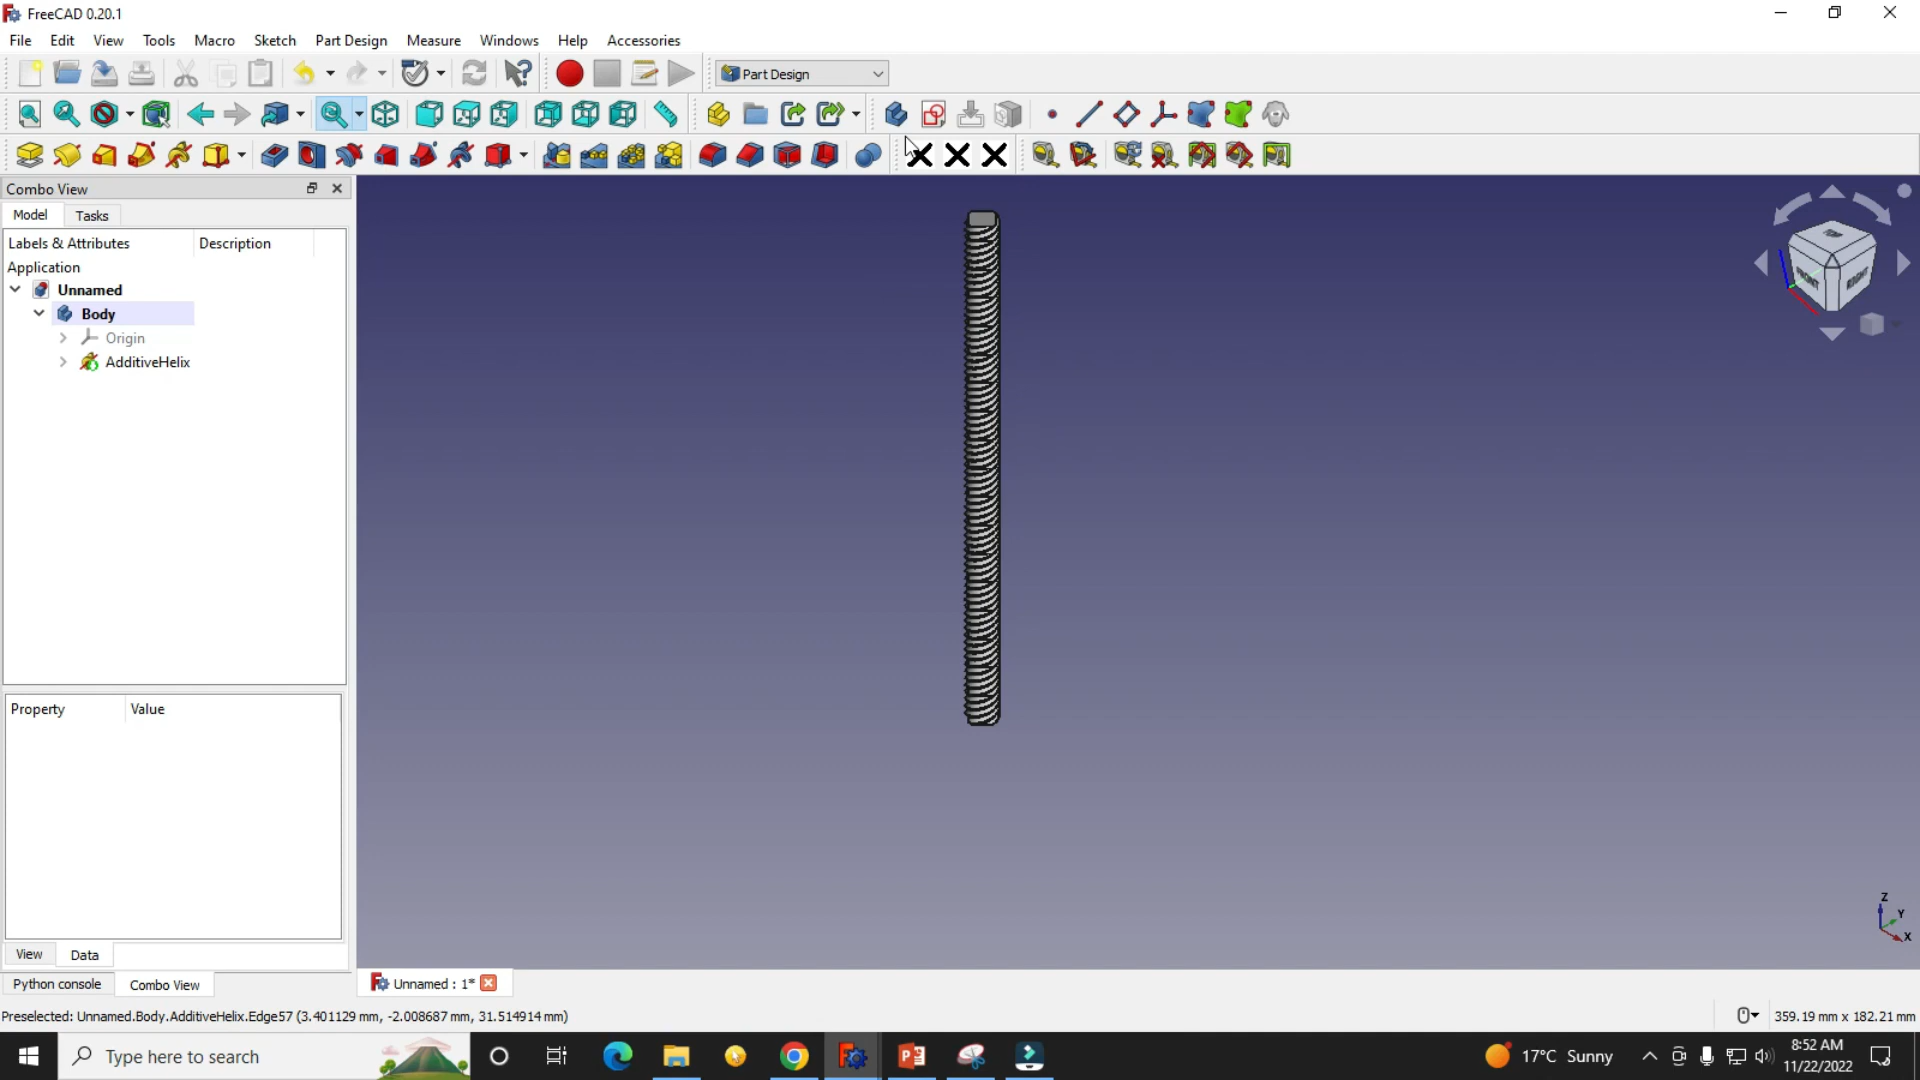 FreeCAD 0.20.1
File Edit View Tools Macro Sketch Part Design Measure Windows Help Accessories
Part Design
Combo View
Model Tasks
Labels & Attributes Description
Application
Unnamed
Body
Origin
AdditiveHelix
Property Value
View Data
Python console Combo View
Unnamed : 1*
TOP
FRONT
RIGHT
Z
Y
X
Preselected: Unnamed.Body.AdditiveHelix.Edge57 (3.401129 mm, -2.008687 mm, 31.514914 mm)
359.19 mm x 182.21 mm
Type here to search
17°C Sunny
8:52 AM
11/22/2022